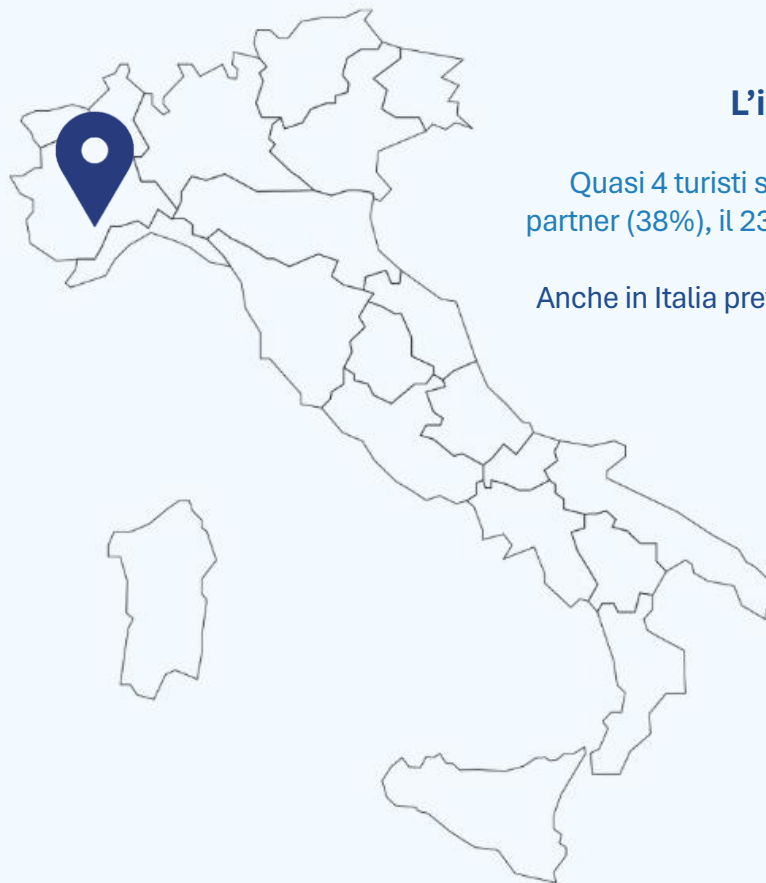 L’i
Quasi 4 turisti s
partner (38%), il 23
Anche in Italia pre